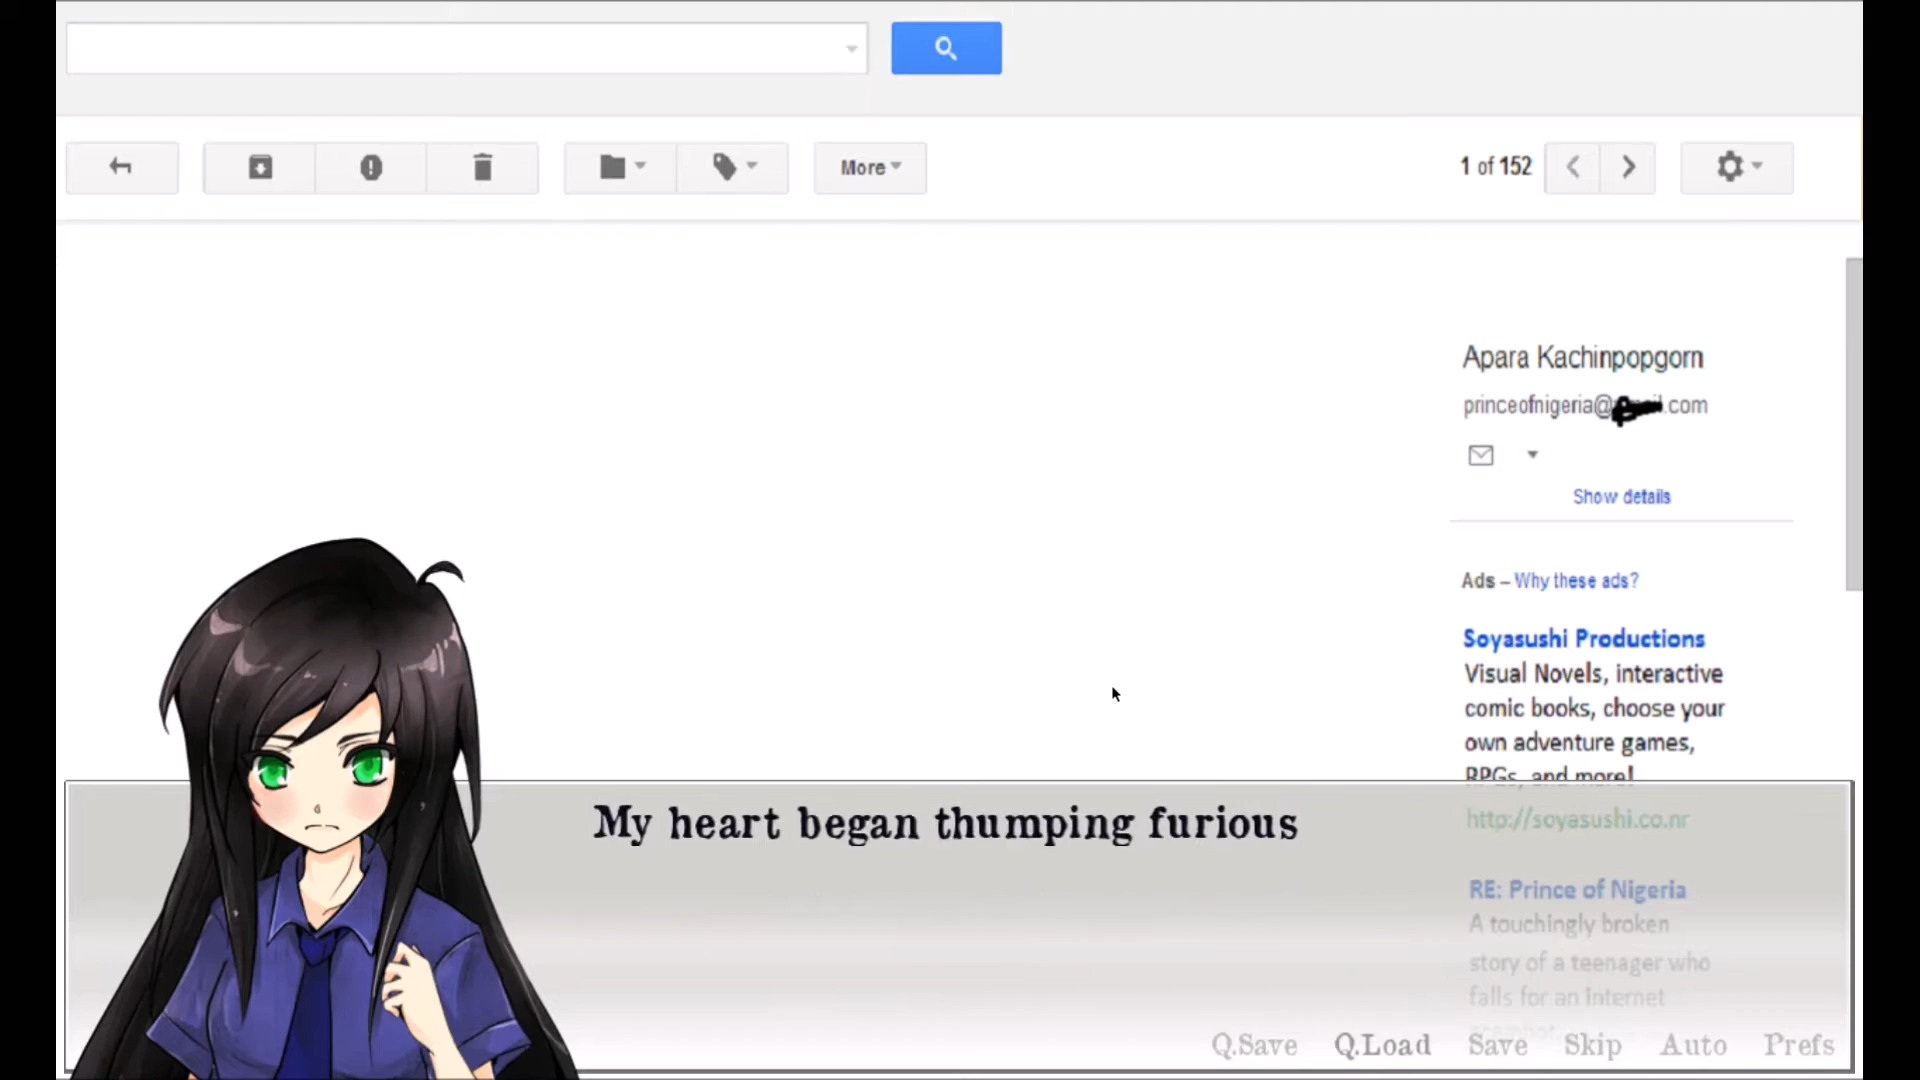 More
1 of 152
Apara Kachinpopgorn
princeofnigeria@ .com
Show details
Ads – Why these ads?
Soyasushi Productions
Visual Novels, interactive
comic books, choose your
own adventure games,
RPGs, and more!
http://soyasushi.co.nr
My heart began thumping furious
RE: Prince of Nigeria
A touchingly broken
story of a teenager who
falls for an internet
Q.Save Q.Load Save Skip Auto Prefs